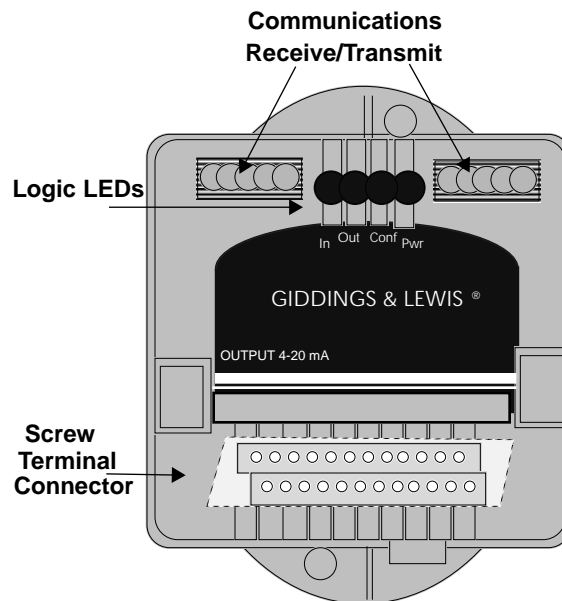 Communications
Receive/Transmit
Logic LEDs
In Out Conf Pwr
GIDDINGS & LEWIS ®
OUTPUT 4-20 mA
Screw
Terminal
Connector